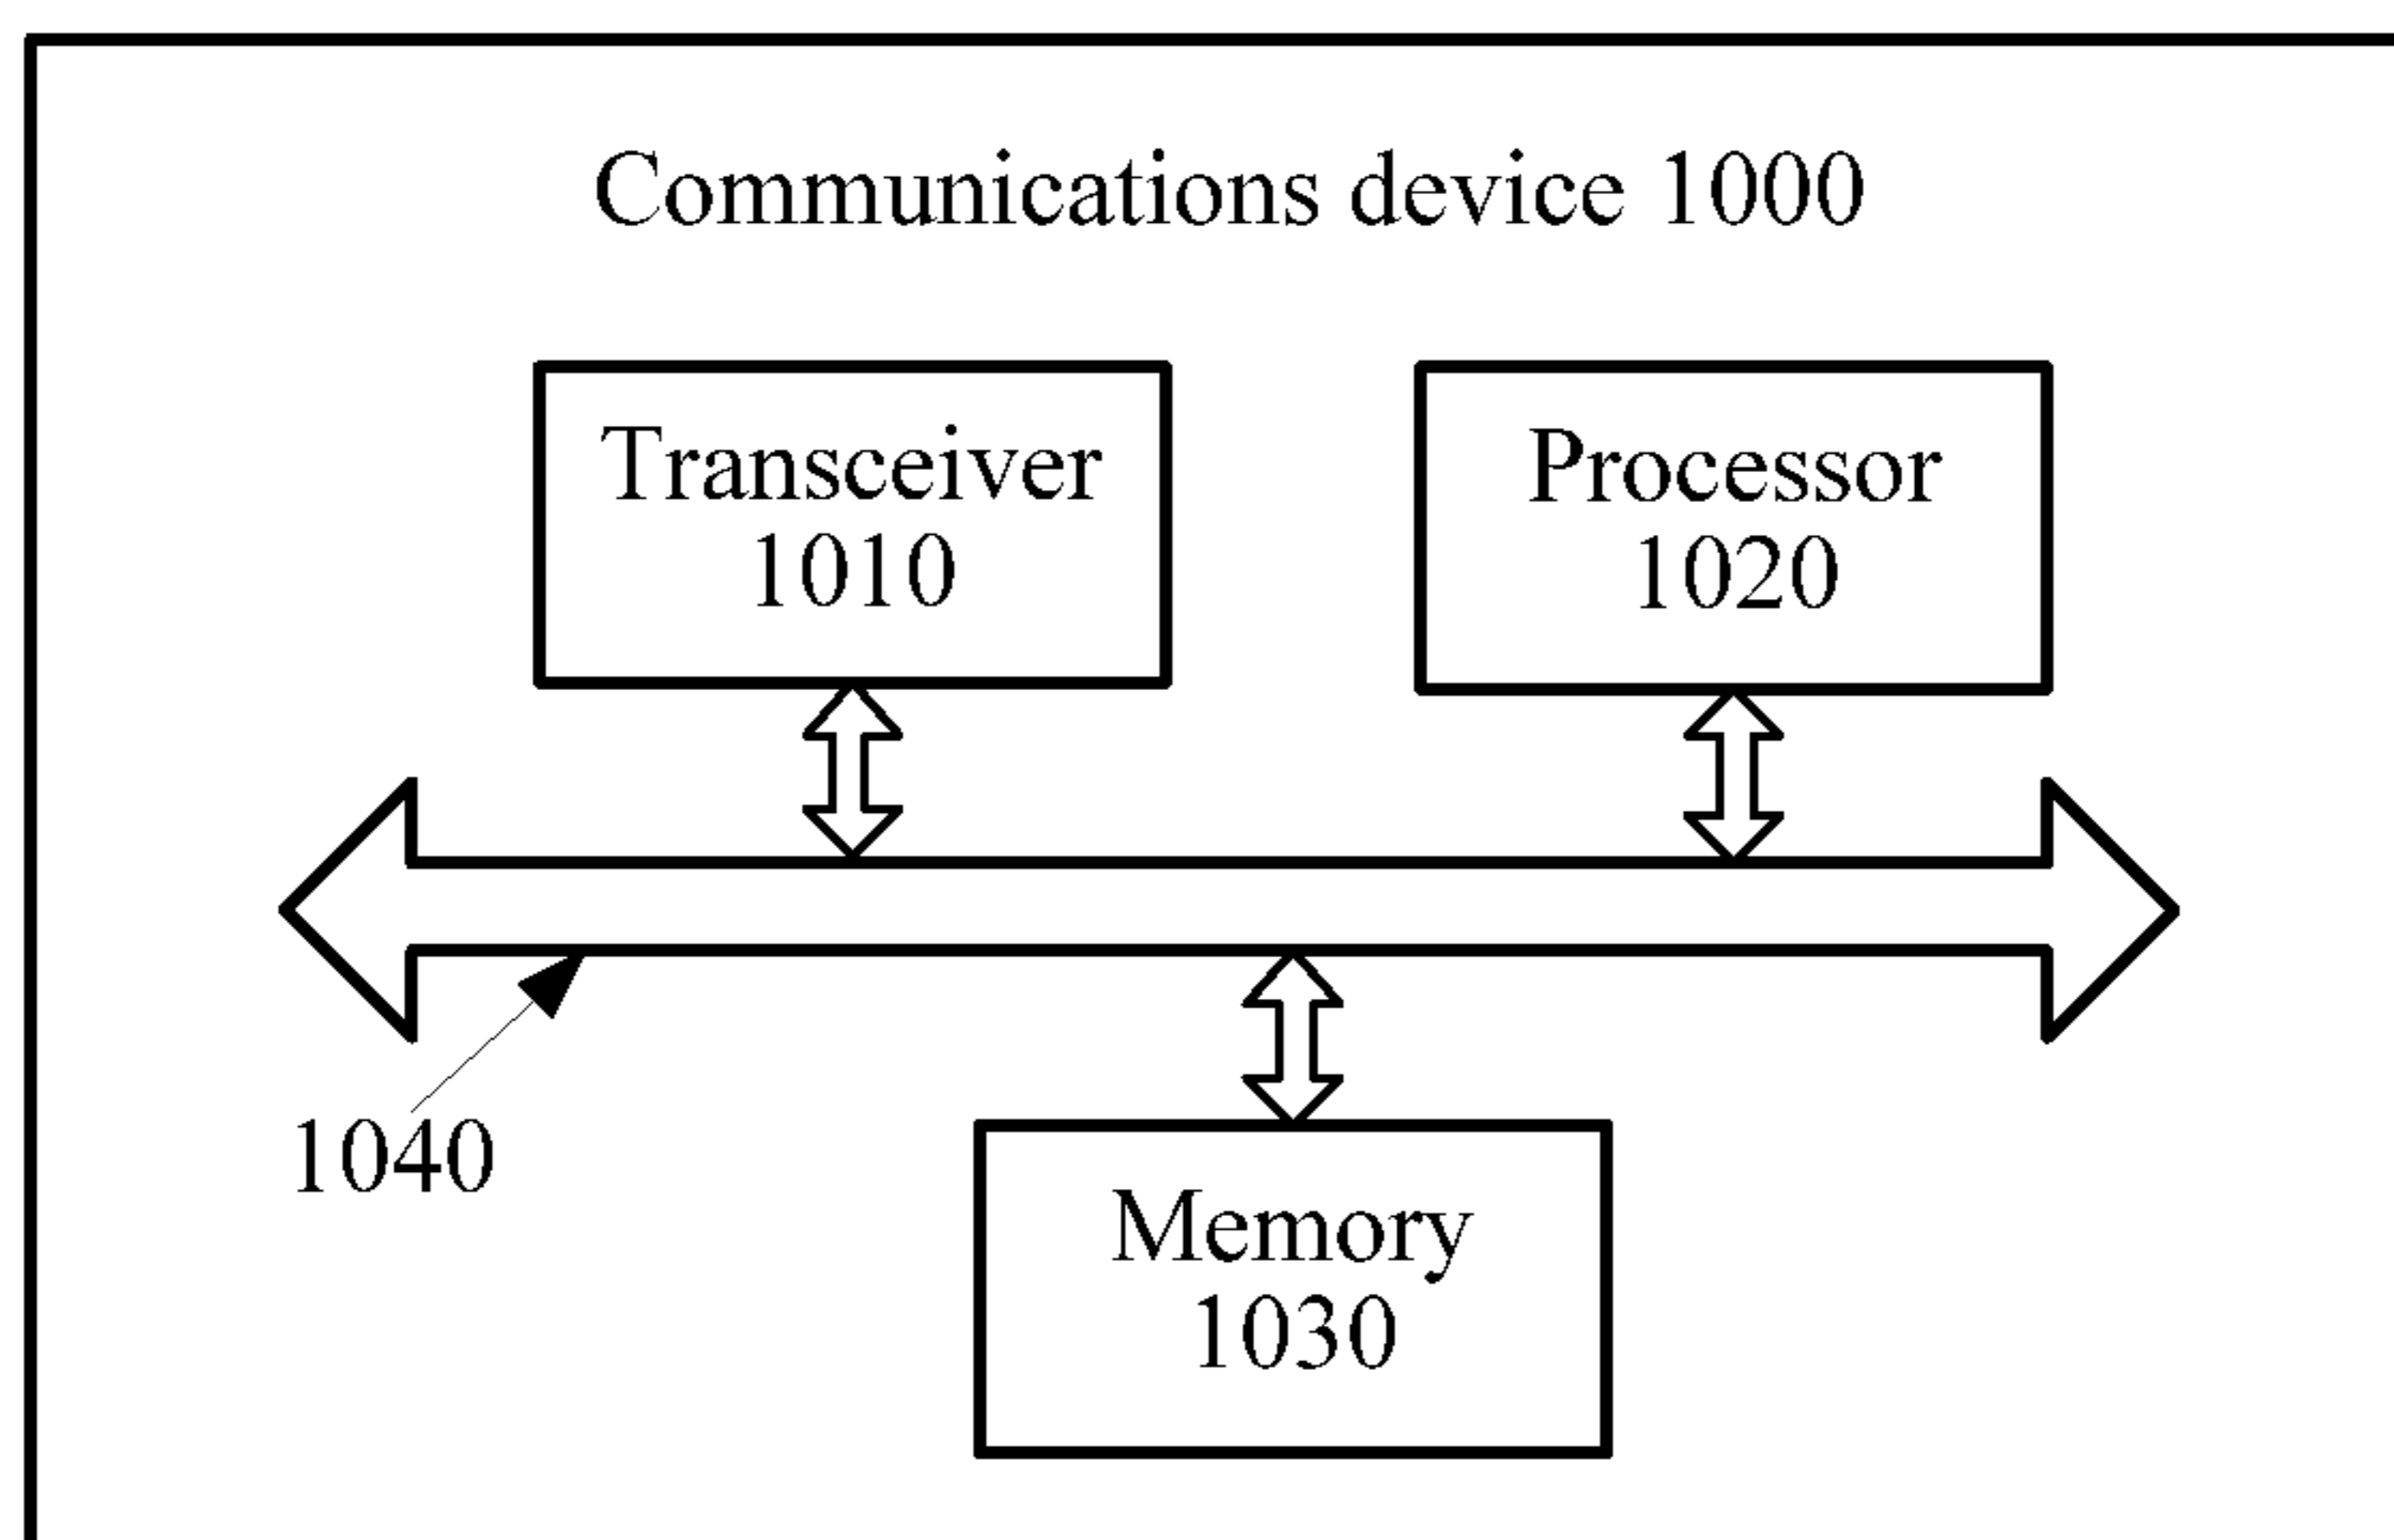 Communications device 1000
Transceiver
1010
Processor
1020
1040
Memory
1030